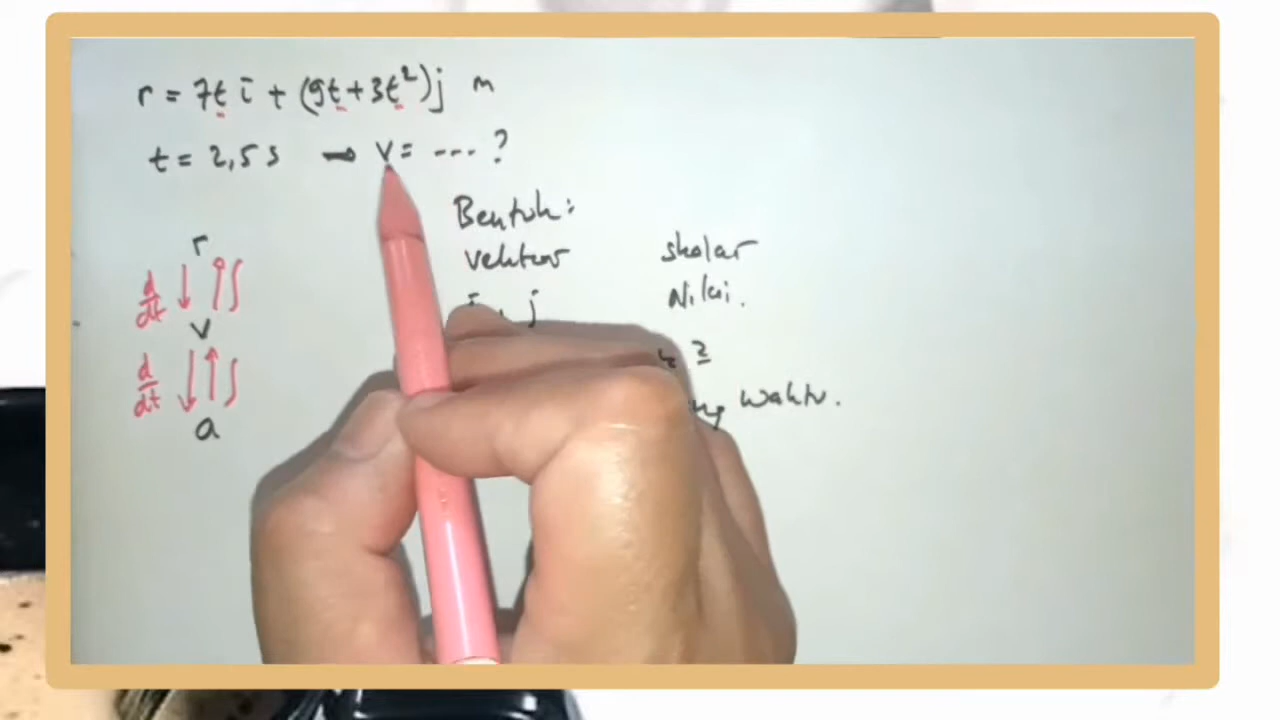 r = 7t i + (9t + 3t²)j m
t = 2,5 s → v = ---- ?
Bentuk:
vektor skalar
i, j Nilai.
r
d/dt ↓ ↑ ∫
v
d/dt ↓ ↑ ∫
a
waktu.